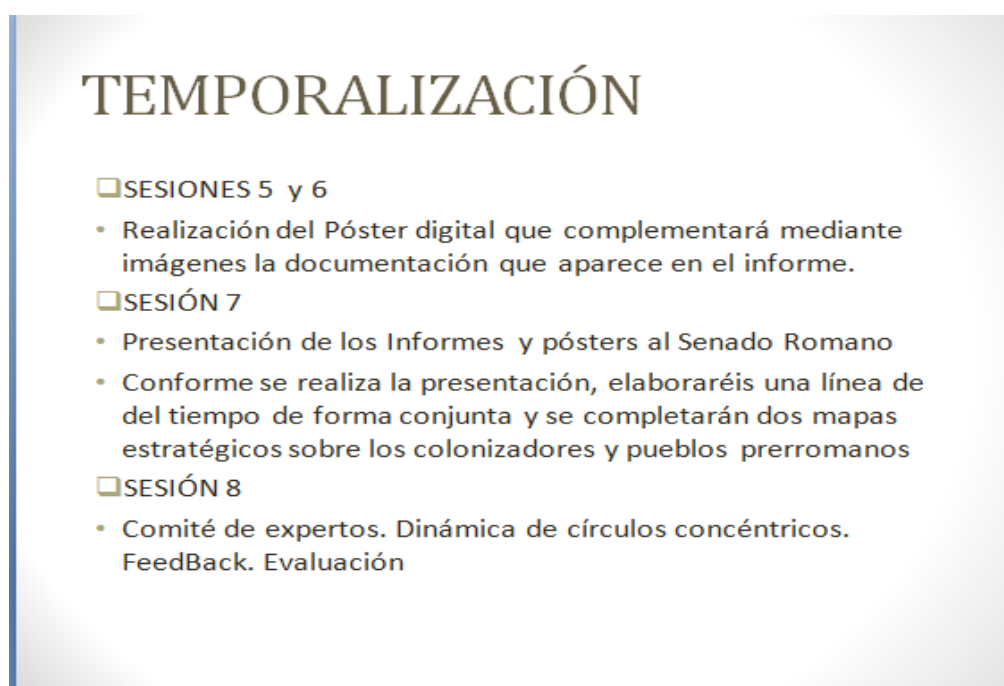 TEMPORALIZACIÓN
SESIONES 5 y 6
• Realización del Póster digital que complementará mediante
imágenes la documentación que aparece en el informe.
SESIÓN 7
• Presentación de los Informes y pósters al Senado Romano
• Conforme se realiza la presentación, elaboraréis una línea de
del tiempo de forma conjunta y se completarán dos mapas
estratégicos sobre los colonizadores y pueblos prerromanos
SESIÓN 8
• Comité de expertos. Dinámica de círculos concéntricos.
FeedBack. Evaluación